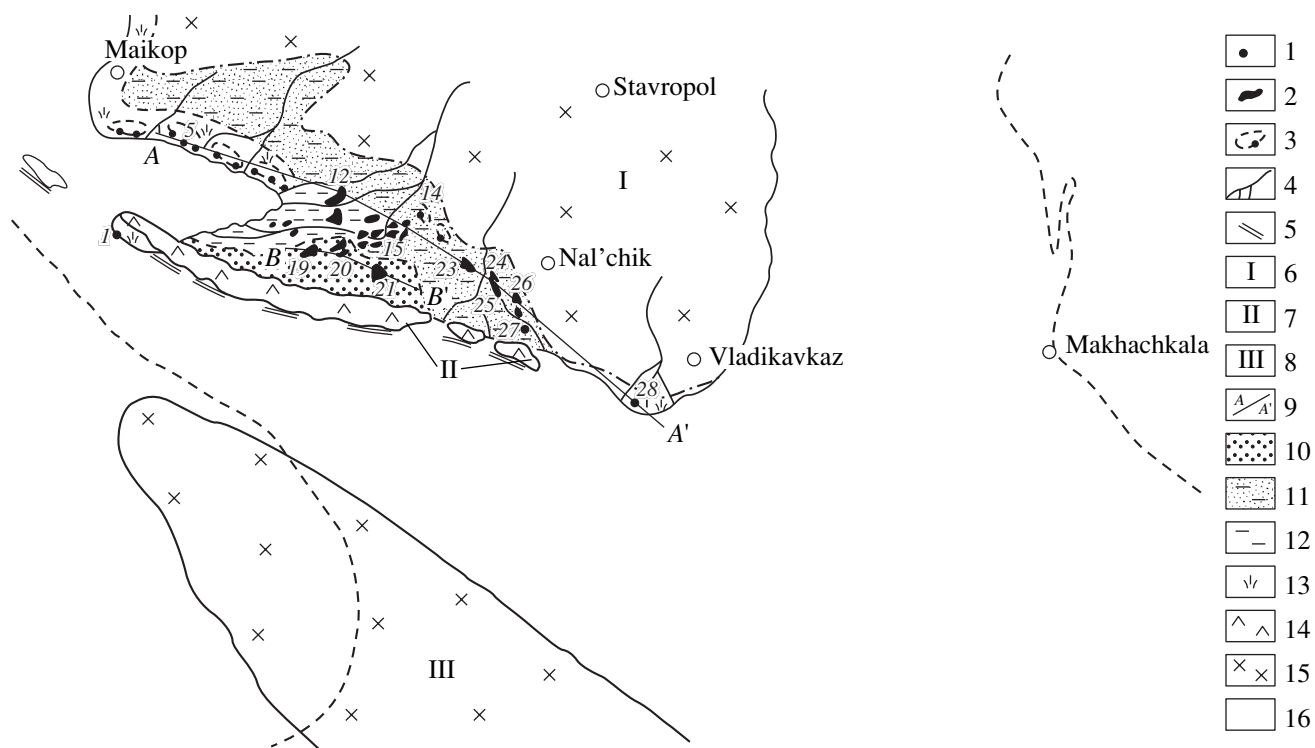 Maikop
Stavropol
5
A
12
I
14
1
15
B
19
20
23
24
Nal’chik
21
B'
26
25
27
II
Vladikavkaz
Makhachkala
28
A'
III
1
2
3
4
5
I 6
II 7
III 8
A A' 9
10
11
12
13
14
15
16